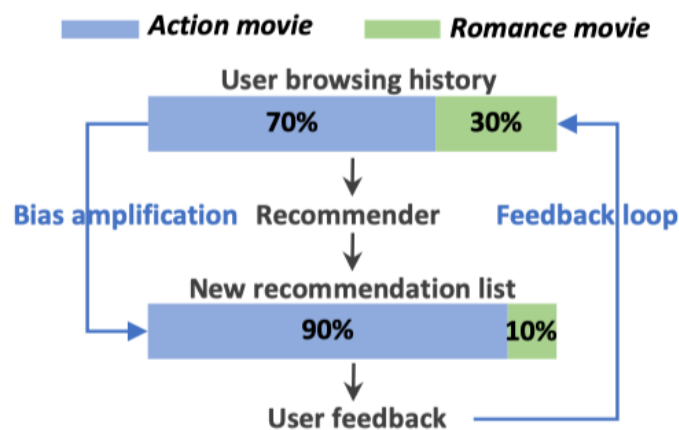 Action movie Romance movie
User browsing history
70% 30%
Bias amplification Recommender Feedback loop
New recommendation list
90% 10%
User feedback